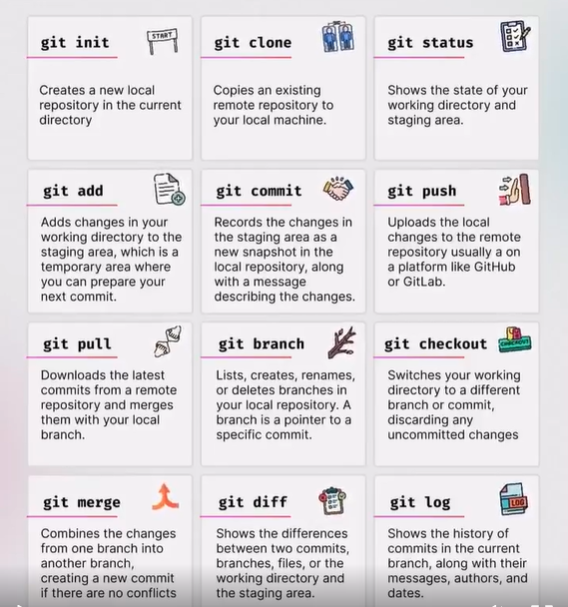 git init
START
Creates a new local
repository in the current
directory
git clone
Copies an existing
remote repository to
your local machine.
git status
Shows the state of your
working directory and
staging area.
git add
Adds changes in your
working directory to the
staging area, which is a
temporary area where
you can prepare your
next commit.
git commit
Records the changes in
the staging area as a
new snapshot in the
local repository, along
with a message
describing the changes.
git push
Uploads the local
changes to the remote
repository usually a on
a platform like GitHub
or GitLab.
git pull
Downloads the latest
commits from a remote
repository and merges
them with your local
branch.
git branch
Lists, creates, renames,
or deletes branches in
your local repository. A
branch is a pointer to a
specific commit.
git checkout
CHECKOUT
Switches your working
directory to a different
branch or commit,
discarding any
uncommitted changes
git merge
Combines the changes
from one branch into
another branch,
creating a new commit
if there are no conflicts
git diff
Shows the differences
between two commits,
branches, files, or the
working directory and
the staging area.
git log
LOG
Shows the history of
commits in the current
branch, along with their
messages, authors, and
dates.